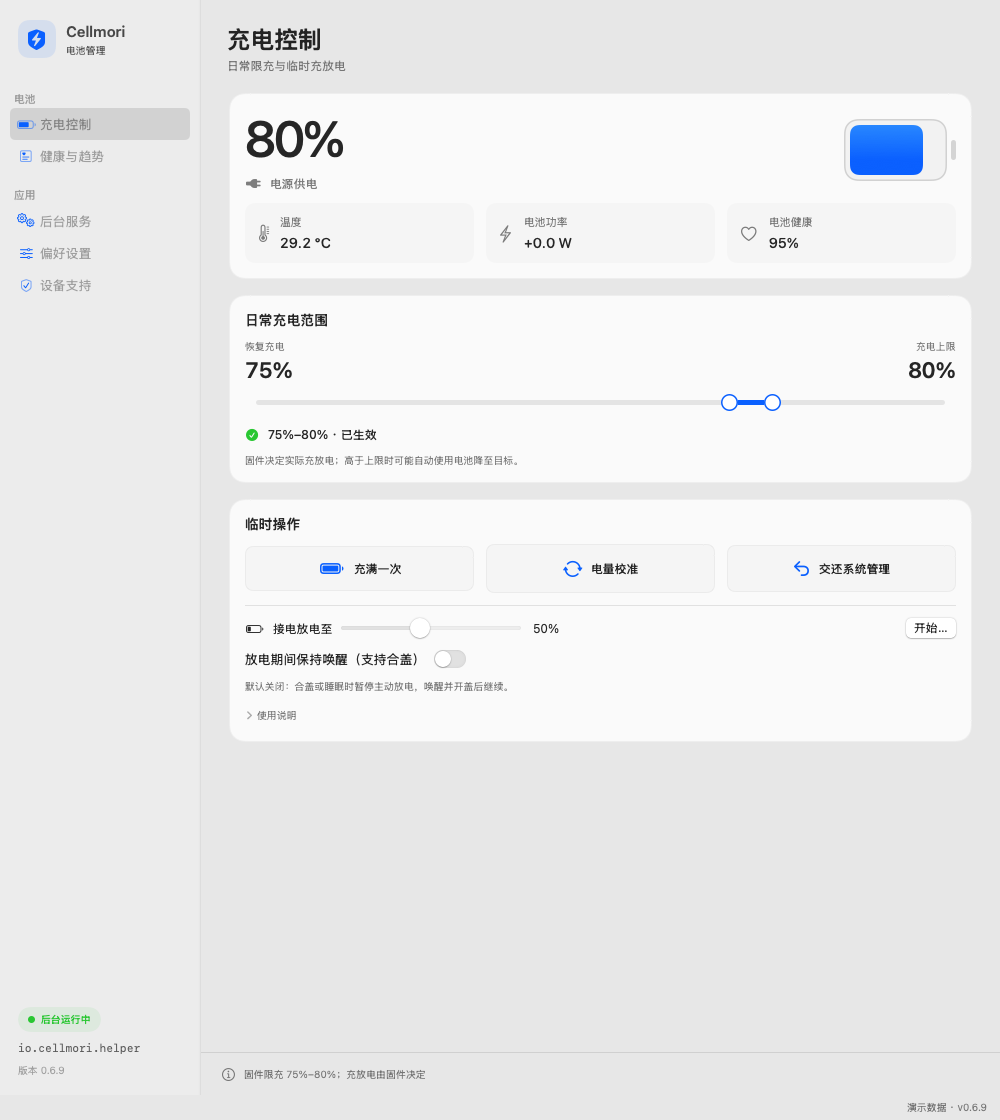 Cellmori
电池管理
电池
充电控制
健康与趋势
应用
后台服务
偏好设置
设备支持
后台运行中
io.cellmori.helper
版本 0.6.9
充电控制
日常限充与临时充放电
80%
电源供电
温度
29.2 °C
电池功率
+0.0 W
电池健康
95%
日常充电范围
恢复充电
75%
充电上限
80%
75%–80% · 已生效
固件决定实际充放电；高于上限时可能自动使用电池降至目标。
临时操作
充满一次
电量校准
交还系统管理
接电放电至
50%
开始...
放电期间保持唤醒（支持合盖）
默认关闭：合盖或睡眠时暂停主动放电，唤醒并开盖后继续。
使用说明
固件限充 75%–80%；充放电由固件决定
演示数据 · v0.6.9